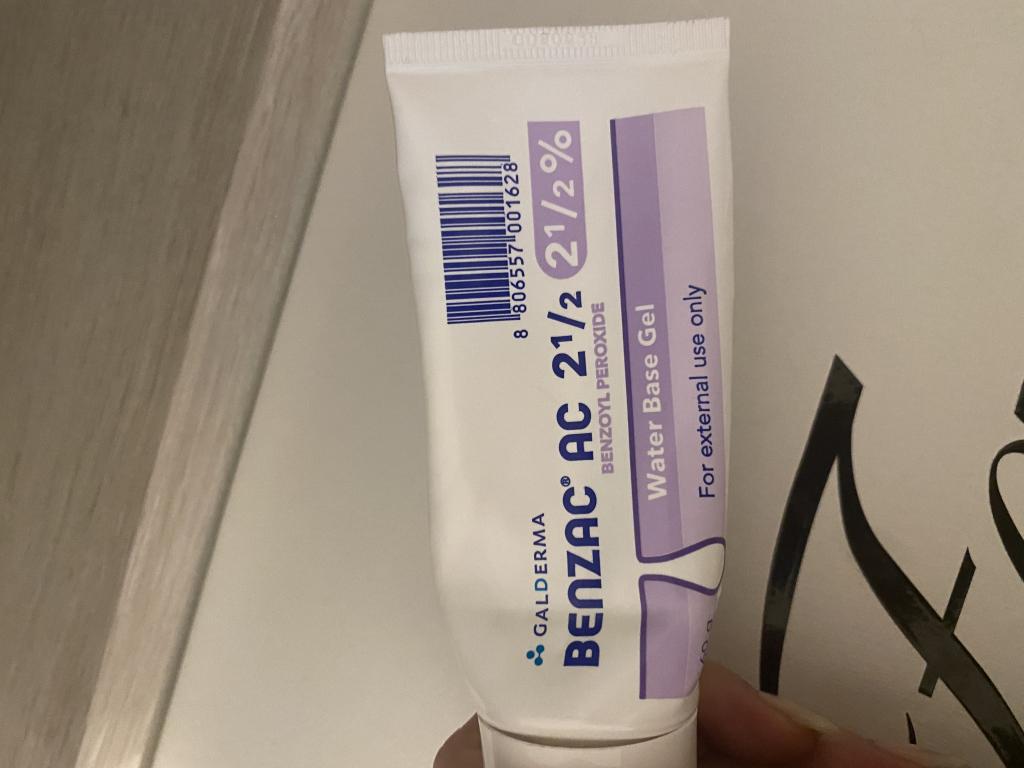 GALDERMA
BENZAC® AC 2¹/₂ 2¹/₂%
BENZOYL PEROXIDE
Water Base Gel
For external use only
8 806557 001628